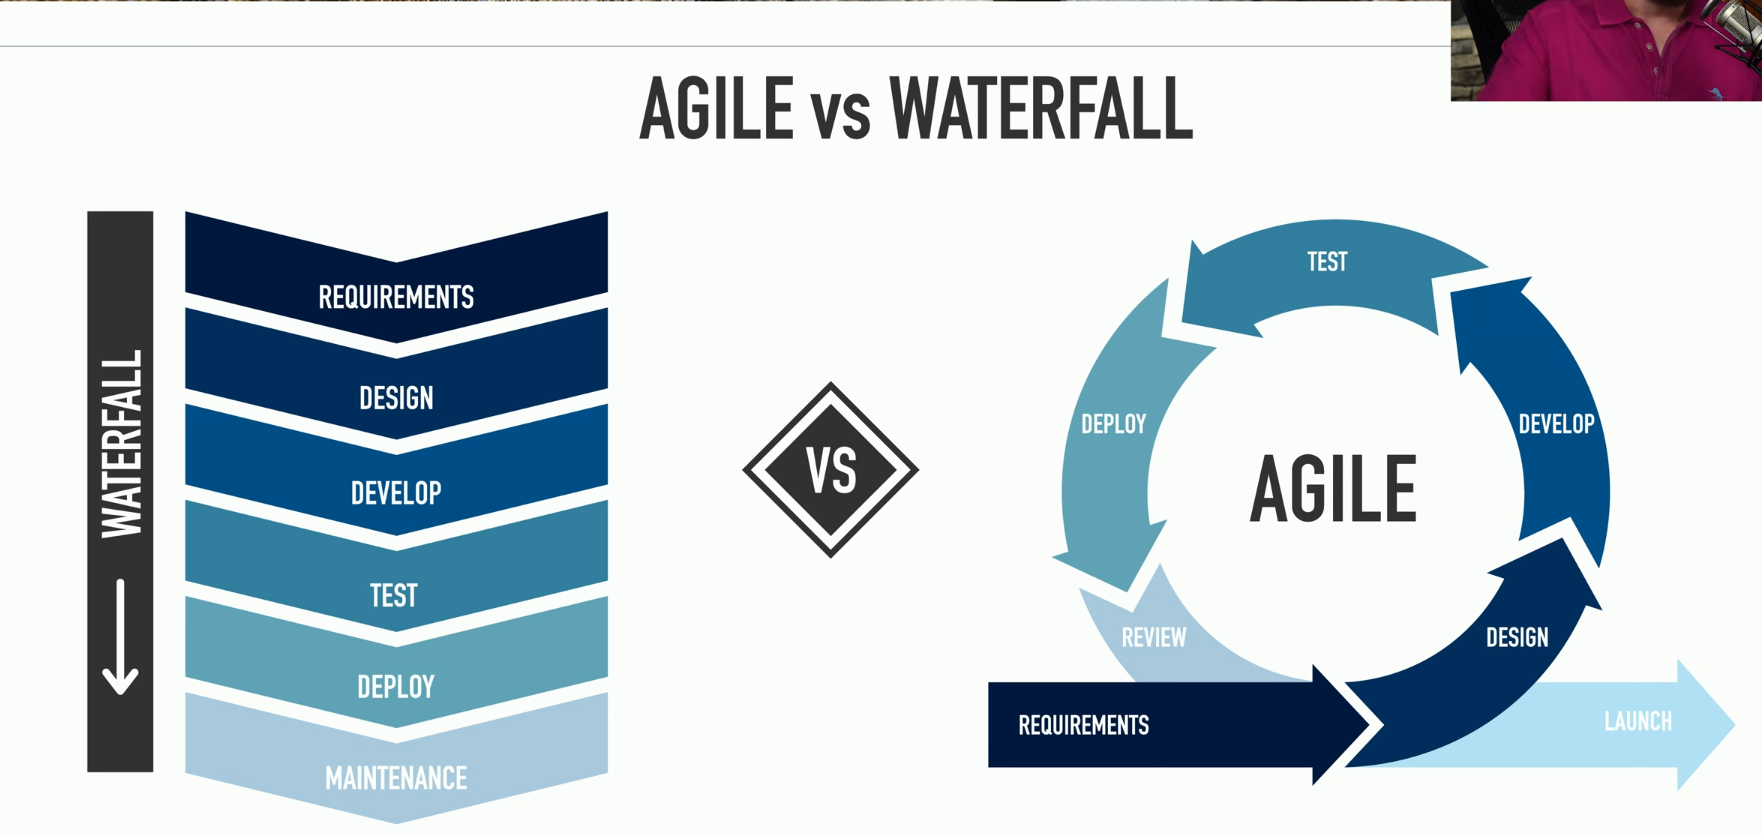 AGILE vs WATERFALL
WATERFALL
REQUIREMENTS
DESIGN
DEVELOP
TEST
DEPLOY
MAINTENANCE
VS
AGILE
REQUIREMENTS
DESIGN
DEVELOP
TEST
DEPLOY
REVIEW
LAUNCH